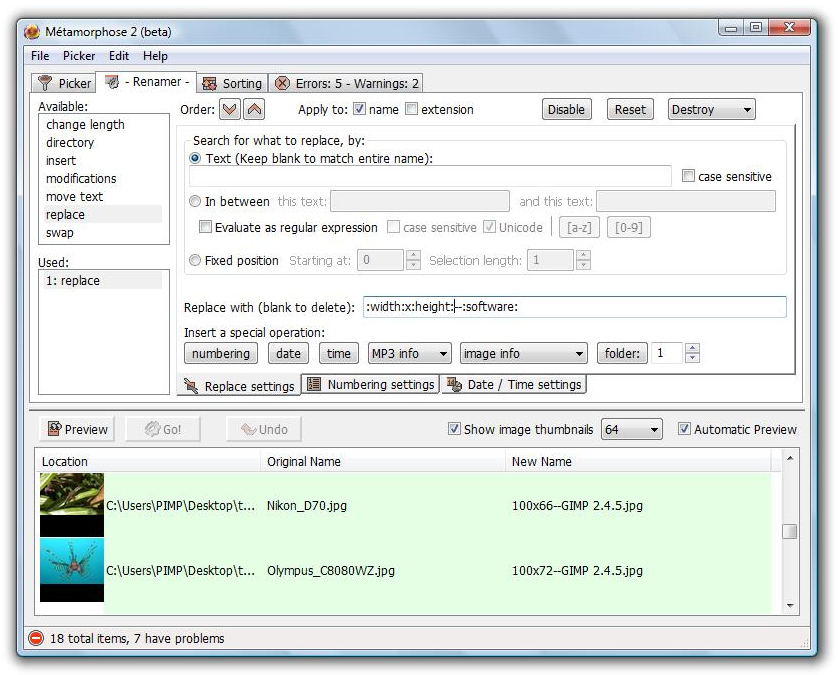 Métamorphose 2 (beta)
File Picker Edit Help
Picker - Renamer - Sorting Errors: 5 - Warnings: 2
Available:
change length
directory
insert
modifications
move text
replace
swap
Used:
1: replace
Order: Apply to: name extension Disable Reset Destroy
Search for what to replace, by:
Text (Keep blank to match entire name):
case sensitive
In between this text: and this text:
Evaluate as regular expression case sensitive Unicode [a-z] [0-9]
Fixed position Starting at: 0 Selection length: 1
Replace with (blank to delete): :width:x:height:--:software:
Insert a special operation:
numbering date time MP3 info image info folder: 1
Replace settings Numbering settings Date / Time settings
Preview Go! Undo Show image thumbnails 64 Automatic Preview
Location Original Name New Name
C:\Users\PIMP\Desktop\t... Nikon_D70.jpg 100x66--GIMP 2.4.5.jpg
C:\Users\PIMP\Desktop\t... Olympus_C8080WZ.jpg 100x72--GIMP 2.4.5.jpg
18 total items, 7 have problems